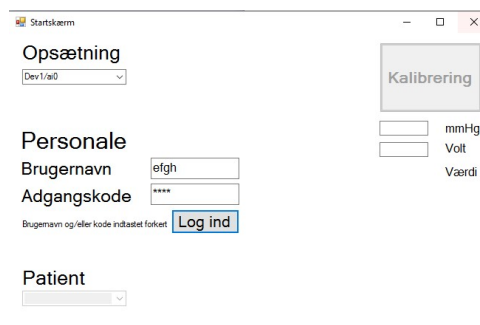 Startskærm
Opsætning
Dev1/ai0
Kalibrering
mmHg
Volt
Værdi
Personale
Brugernavn efgh
Adgangskode ****
Brugernavn og/eller kode indtastet forkert Log ind
Patient